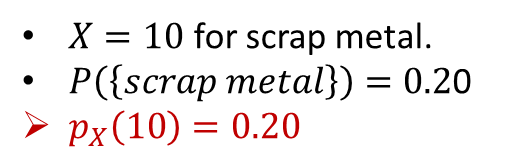 • X = 10 for scrap metal.
• P({scrap metal}) = 0.20
➢ p_X(10) = 0.20